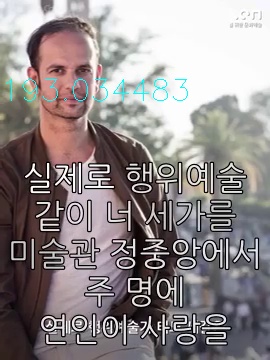 193.034483
실제로 행위예술
같이 너 세가를
미술관 정중앙에서
주 명에
연인이 사랑을